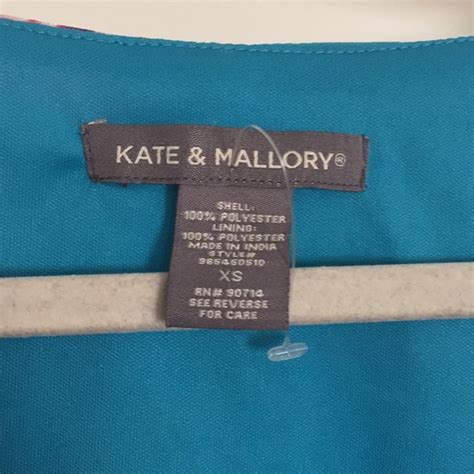 KATE & MALLORY®
SHELL:
100% POLYESTER
LINING:
100% POLYESTER
MADE IN INDIA
STYLE#
965460510
XS
RN# 90714
SEE REVERSE
FOR CARE